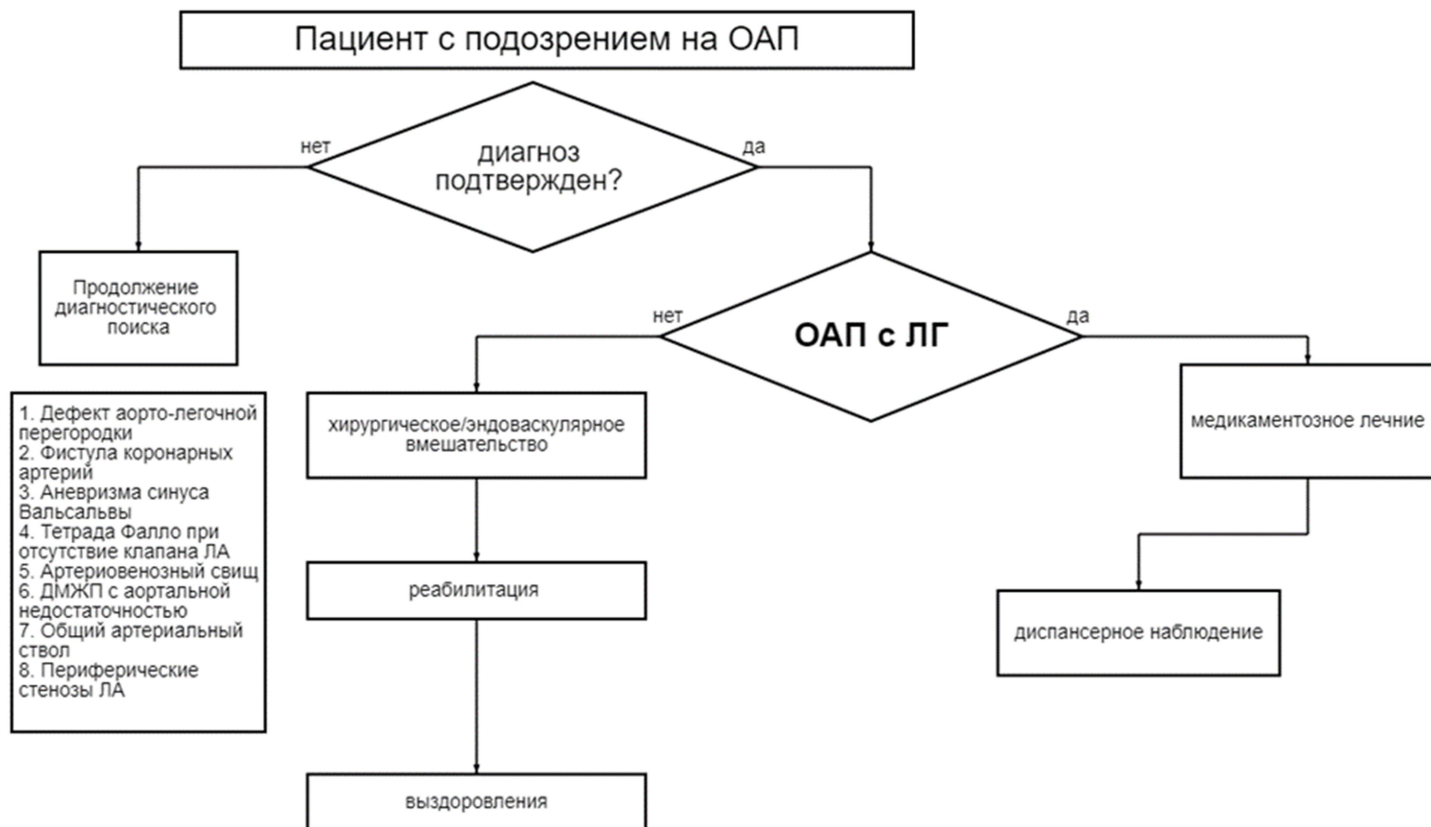 Пациент с подозрением на ОАП
нет
да
диагноз
подтвержден?
Продолжение
диагностического
поиска
нет
да
ОАП с ЛГ
1. Дефект аорто-легочной
перегородки
2. Фистула коронарных
артерий
3. Аневризма синуса
Вальсальвы
4. Тетрада Фалло при
отсутствие клапана ЛА
5. Артериовенозный свищ
6. ДМЖП с аортальной
недостаточностью
7. Общий артериальный
ствол
8. Периферические
стенозы ЛА
хирургическое/эндоваскулярное
вмешательство
медикаментозное лечние
реабилитация
диспансерное наблюдение
выздоровления